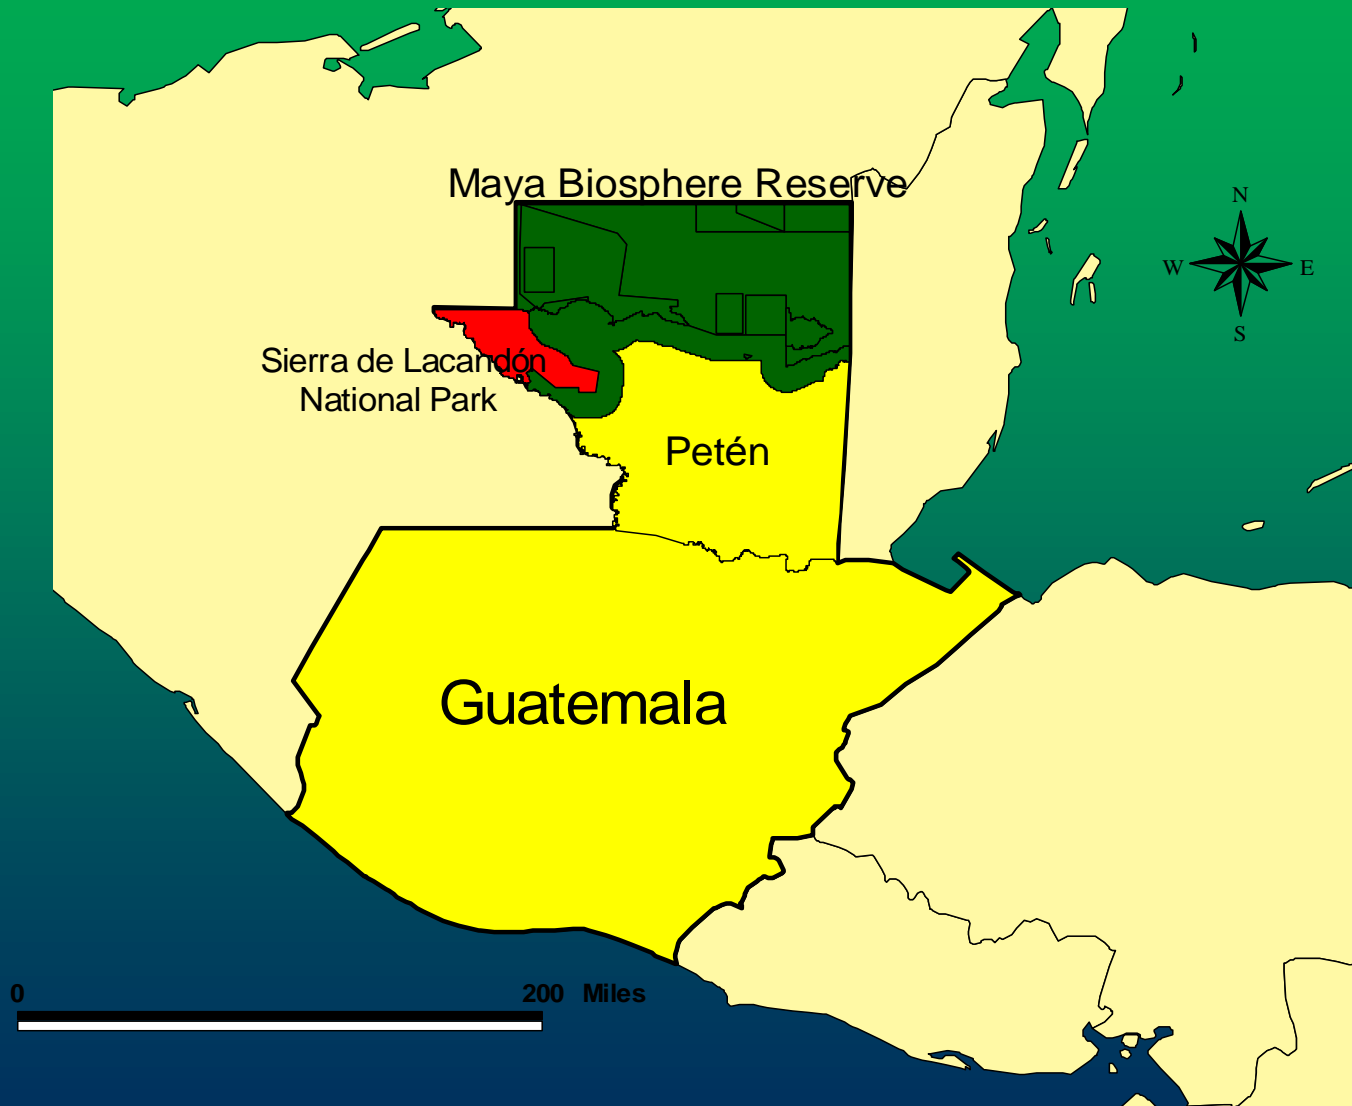 Maya Biosphere Reserve
N
W
E
S
Sierra de Lacandón
National Park
Petén
Guatemala
0
200 Miles